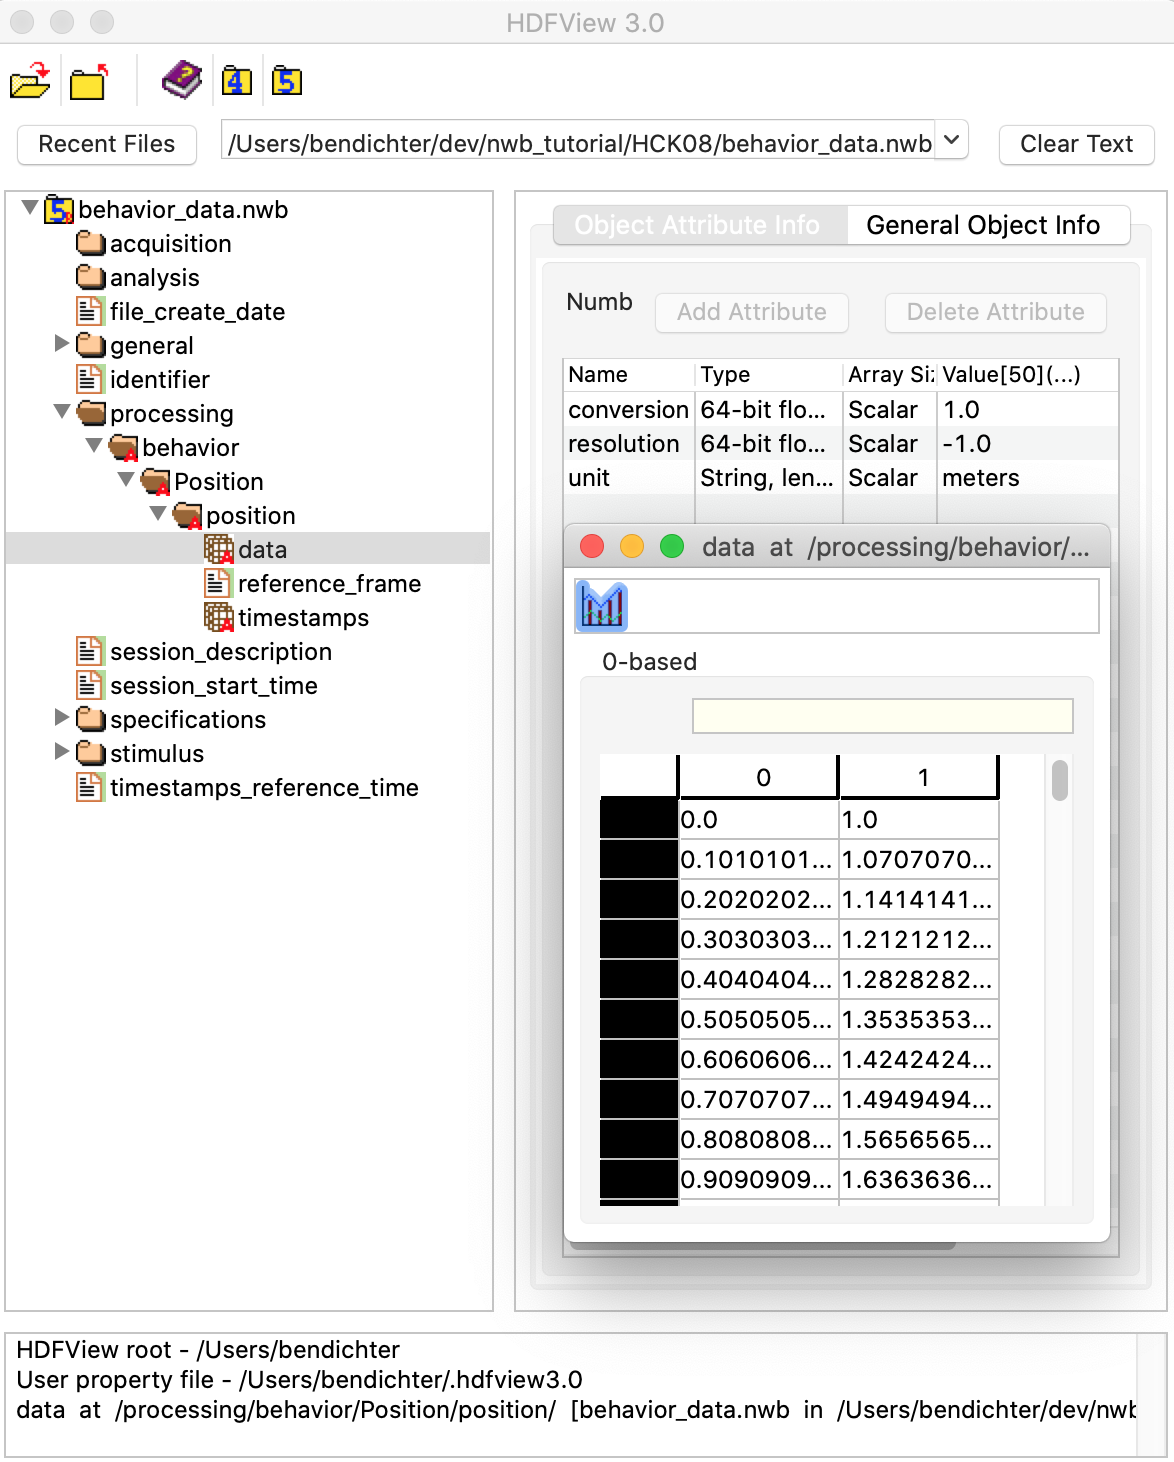 HDFView 3.0
4
5
Recent Files
/Users/bendichter/dev/nwb_tutorial/HCK08/behavior_data.nwb
Clear Text
behavior_data.nwb
acquisition
analysis
file_create_date
general
identifier
processing
behavior
Position
position
data
reference_frame
timestamps
session_description
session_start_time
specifications
stimulus
timestamps_reference_time
Object Attribute Info
General Object Info
Numb
Add Attribute
Delete Attribute
Name Type Array Siz Value[50](...)
conversion 64-bit flo... Scalar 1.0
resolution 64-bit flo... Scalar -1.0
unit String, len... Scalar meters
data at /processing/behavior/...
0-based
0 1
0.0 1.0
0.1010101... 1.0707070...
0.2020202... 1.1414141...
0.3030303... 1.2121212...
0.4040404... 1.2828282...
0.5050505... 1.3535353...
0.6060606... 1.4242424...
0.7070707... 1.4949494...
0.8080808... 1.5656565...
0.9090909... 1.6363636...
HDFView root - /Users/bendichter
User property file - /Users/bendichter/.hdfview3.0
data at /processing/behavior/Position/position/ [behavior_data.nwb in /Users/bendichter/dev/nwb